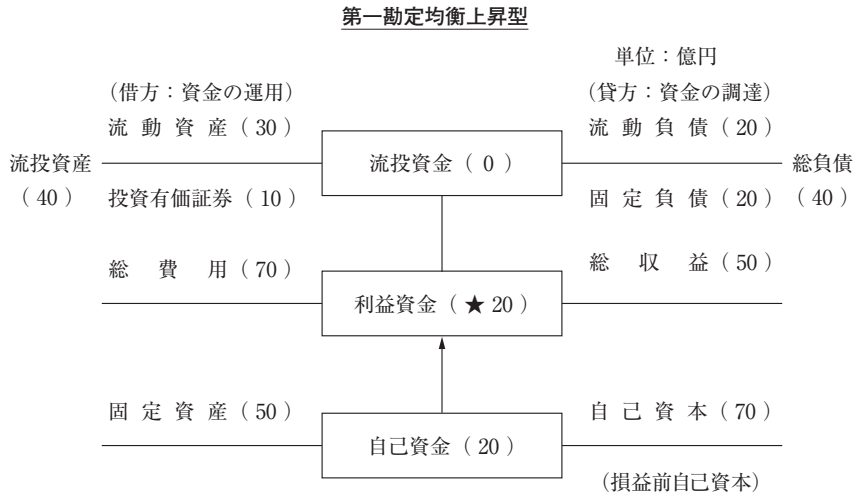 第一勘定均衡上昇型
単位：億円
（借方：資金の運用）
（貸方：資金の調達）
流動資産（30）
流動負債（20）
流投資産
（40）
流投資金（ 0 ）
総負債
（40）
投資有価証券（10）
固定負債（20）
総費用（70）
総収益（50）
利益資金（ ★ 20 ）
固定資産（50）
自己資本（70）
自己資金（ 20 ）
（損益前自己資本）